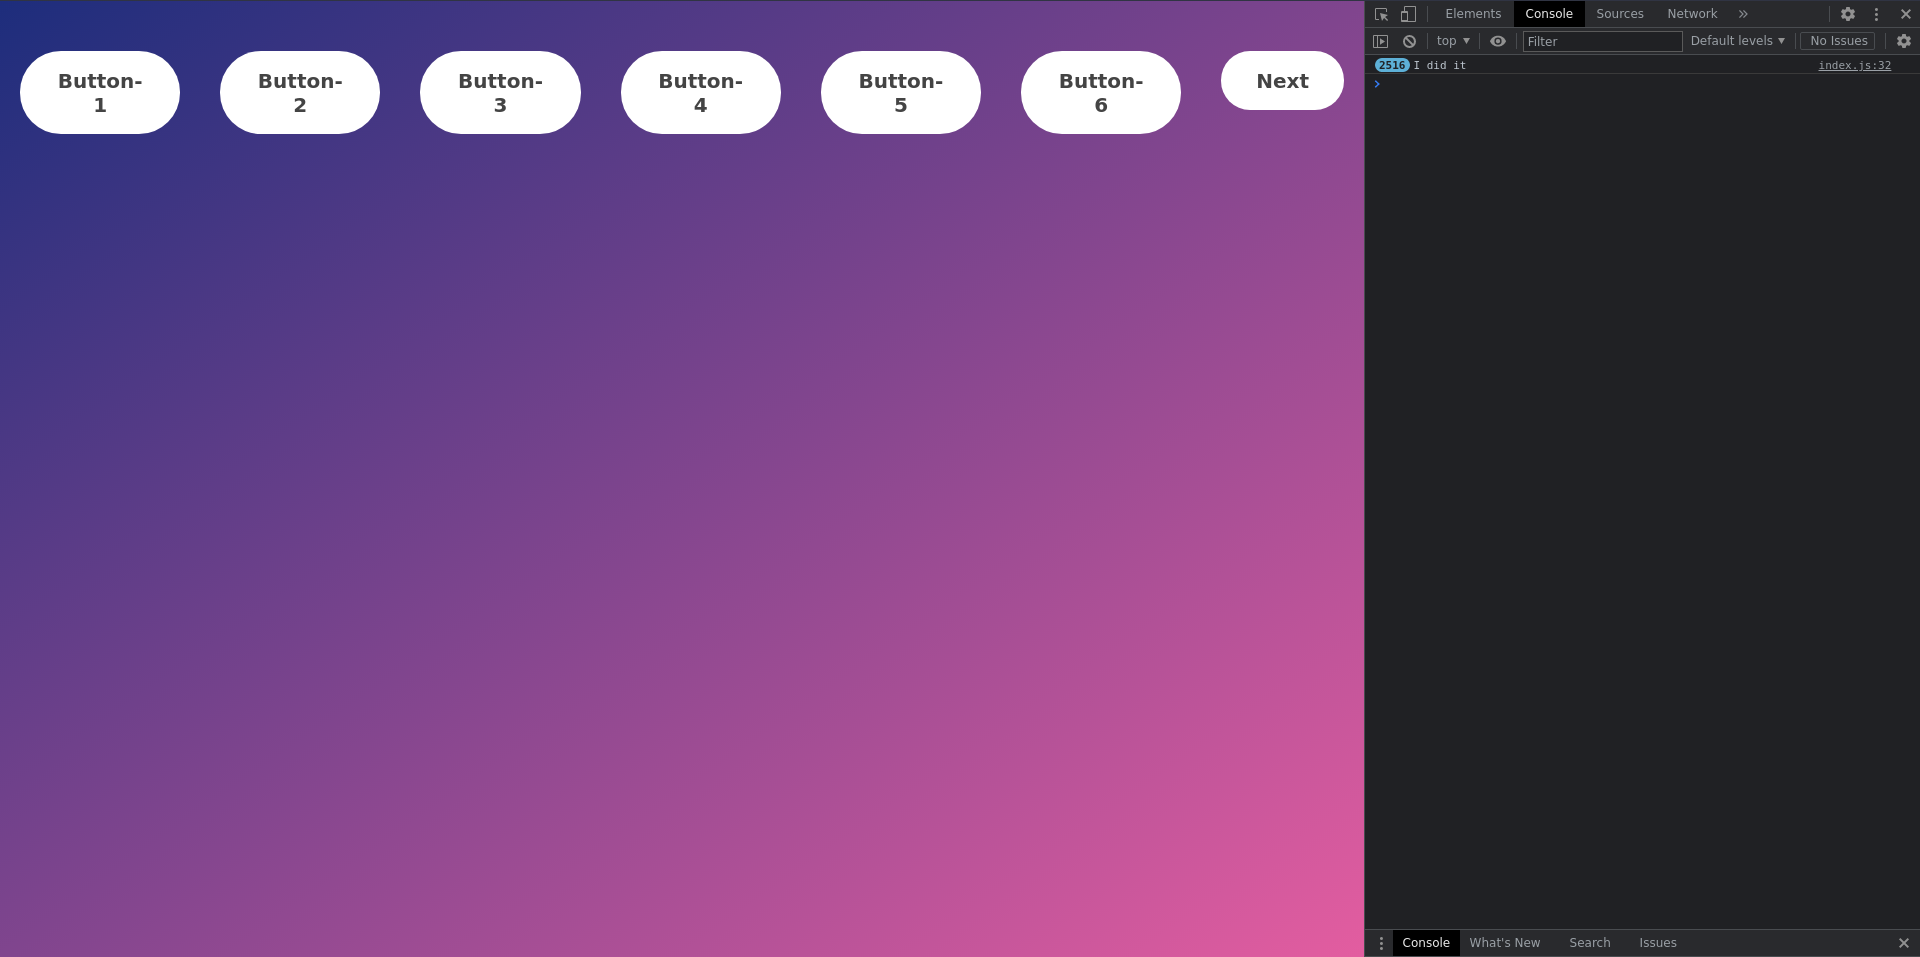 Button-
1
Button-
2
Button-
3
Button-
4
Button-
5
Button-
6
Next
Elements Console Sources Network
top Filter Default levels No Issues
2516 I did it index.js:32
Console What's New Search Issues